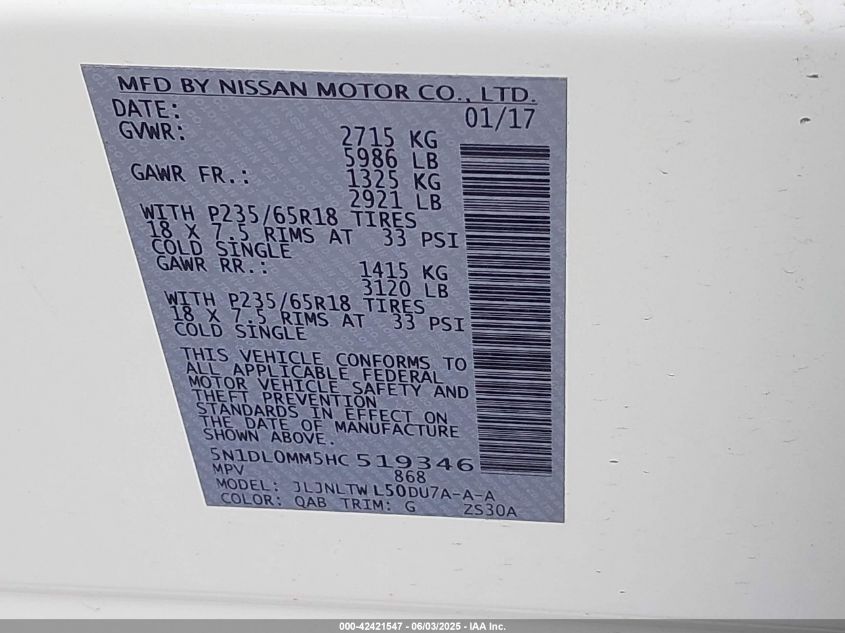 MFD BY NISSAN MOTOR CO., LTD.
DATE: 01/17
GVWR: 2715 KG
5986 LB
GAWR FR.: 1325 KG
2921 LB
WITH P235/65R18 TIRES
18 X 7.5 RIMS AT 33 PSI
COLD SINGLE
GAWR RR.: 1415 KG
3120 LB
WITH P235/65R18 TIRES
18 X 7.5 RIMS AT 33 PSI
COLD SINGLE
THIS VEHICLE CONFORMS TO
ALL APPLICABLE FEDERAL
MOTOR VEHICLE SAFETY AND
THEFT PREVENTION
STANDARDS IN EFFECT ON
THE DATE OF MANUFACTURE
SHOWN ABOVE.
5N1DL0MM5HC519346
MPV 868
MODEL: JLJNLTW L50DU7A-A-A
COLOR: QAB TRIM: G ZS30A
000-42421547 - 06/03/2025 - IAA Inc.